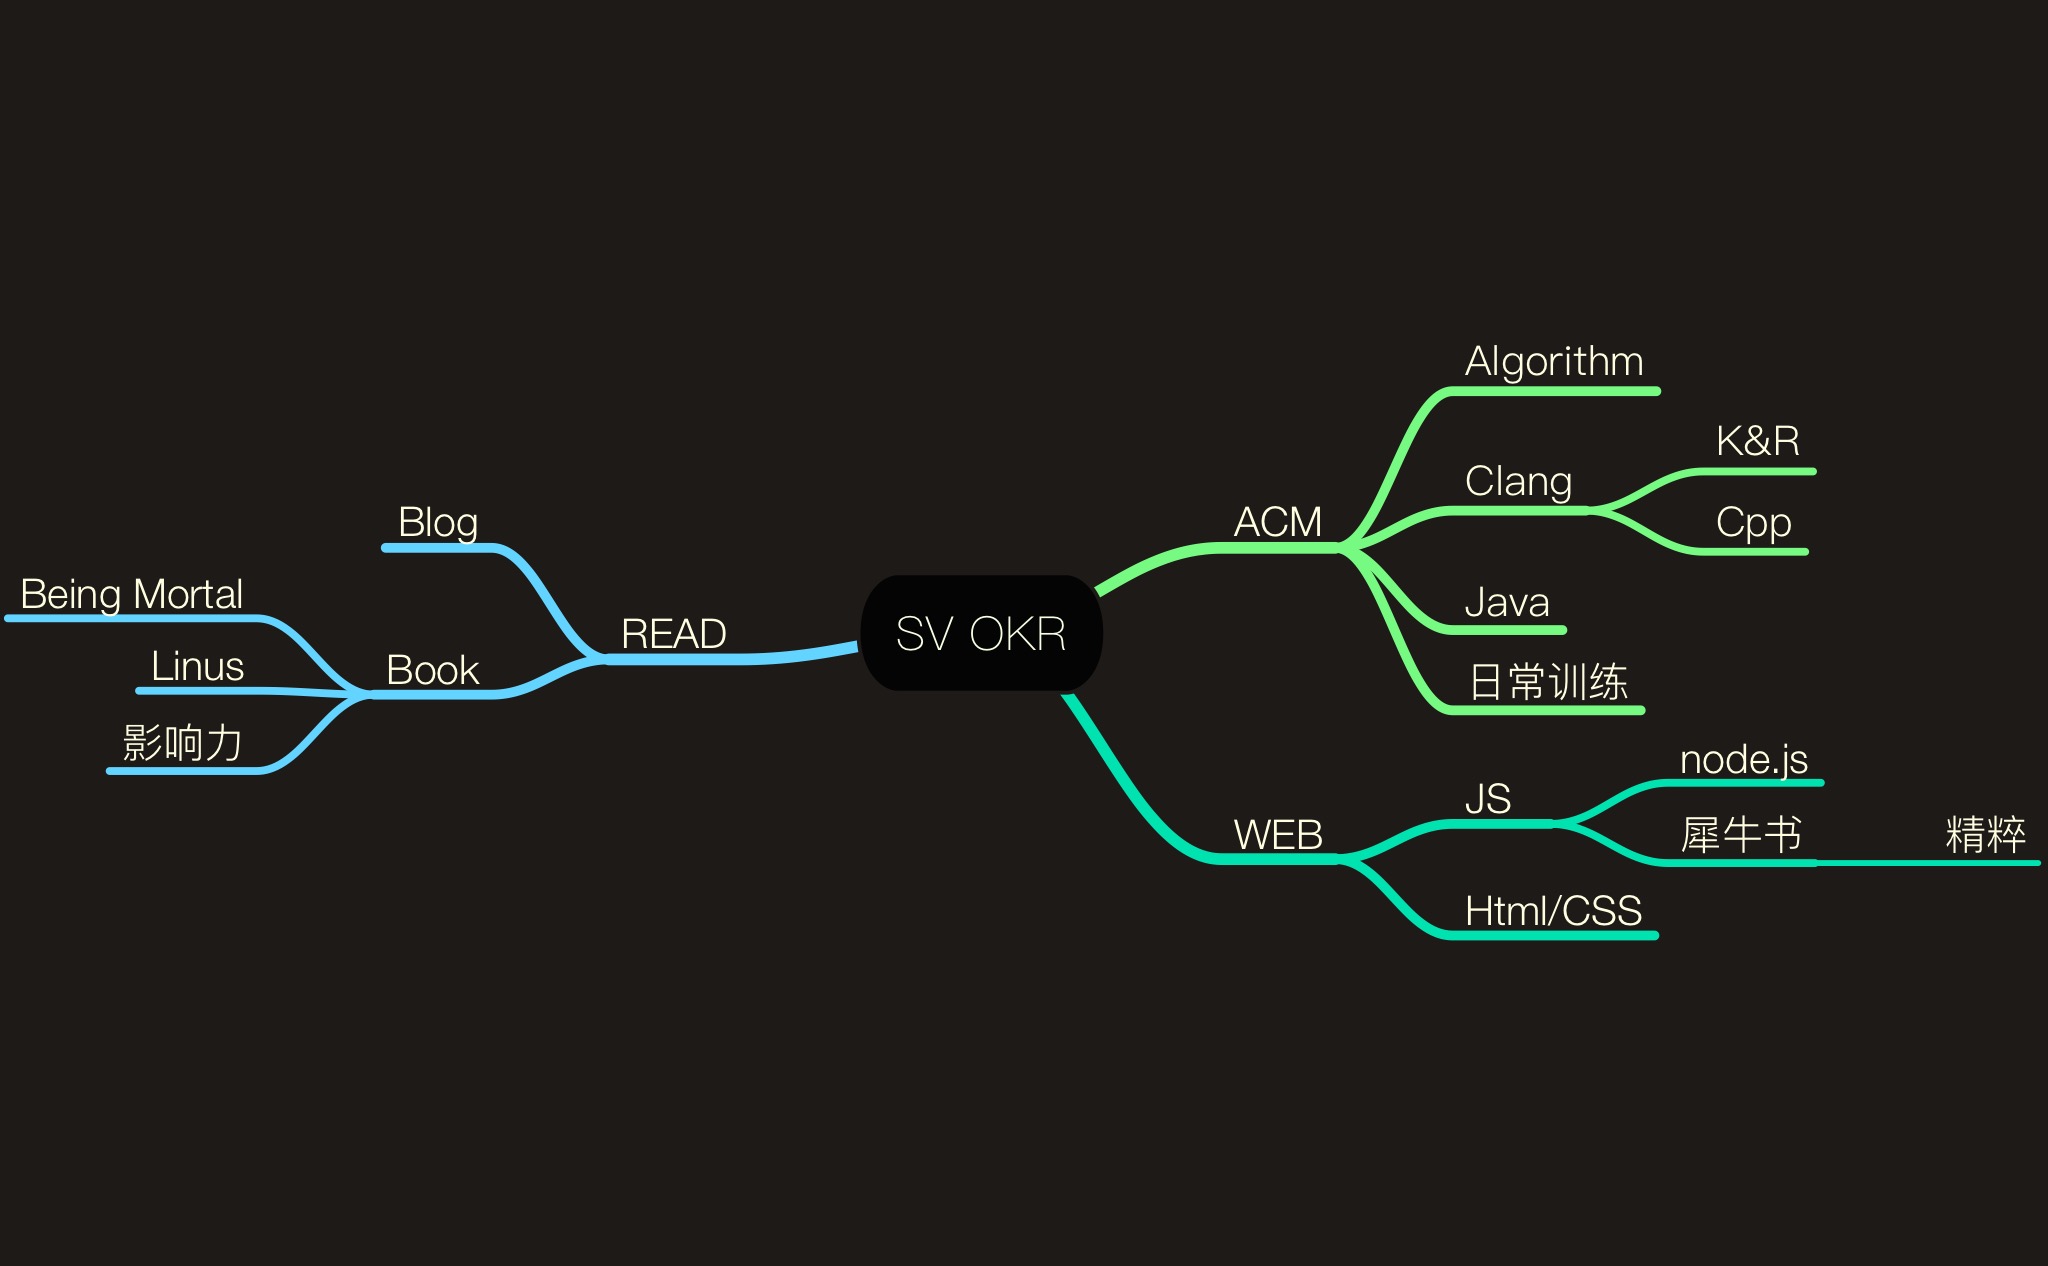 SV OKR
ACM
Algorithm
Clang
K&R
Cpp
Java
日常训练
WEB
JS
node.js
犀牛书
精粹
Html/CSS
READ
Blog
Book
Being Mortal
Linus
影响力